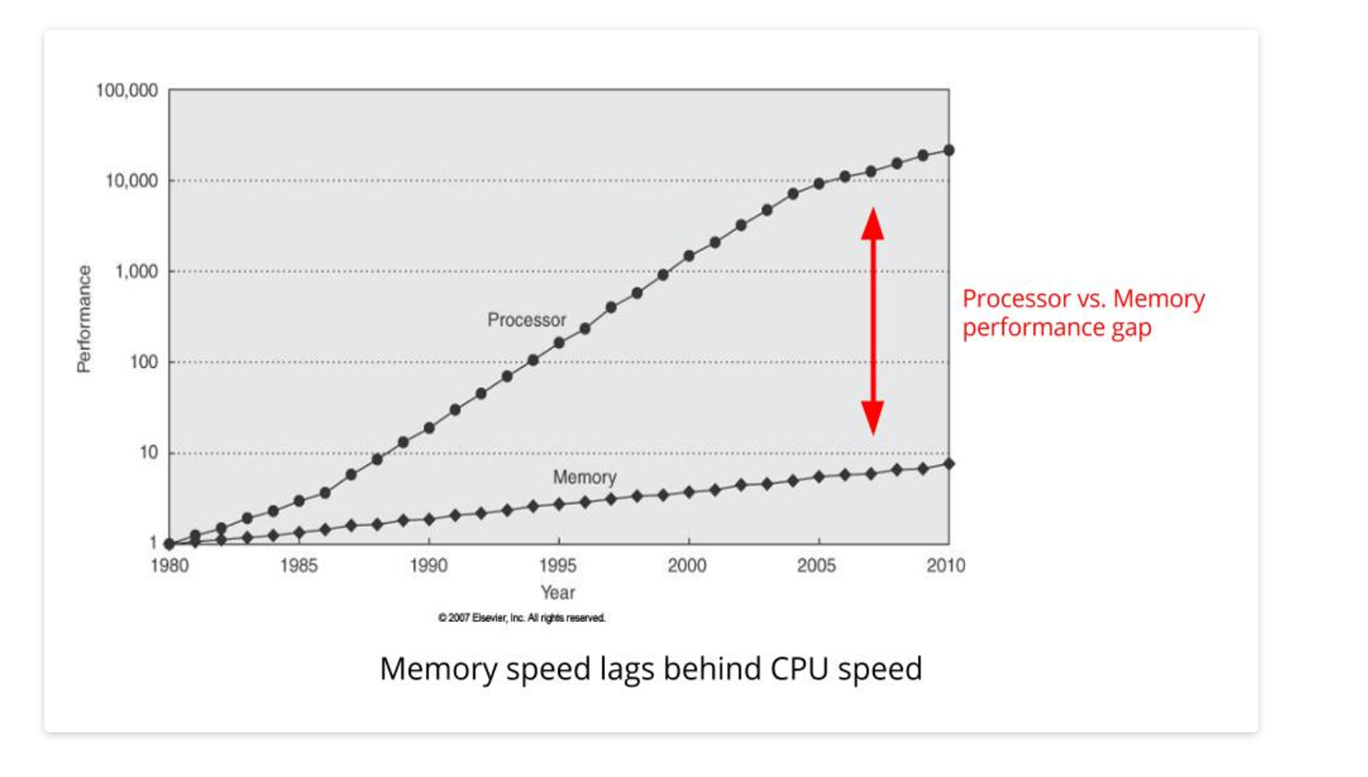 100,000
10,000
1,000
100
10
1
Performance
Processor
Memory
Processor vs. Memory
performance gap
1980 1985 1990 1995 2000 2005 2010
Year
© 2007 Elsevier, Inc. All rights reserved.
Memory speed lags behind CPU speed